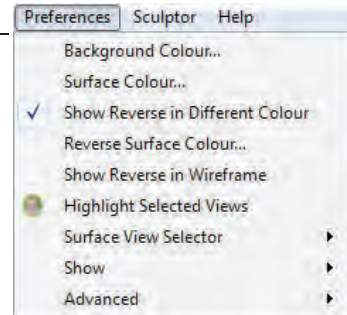 Preferences Sculptor Help
Background Colour...
Surface Colour...
Show Reverse in Different Colour
Reverse Surface Colour...
Show Reverse in Wireframe
Highlight Selected Views
Surface View Selector
Show
Advanced